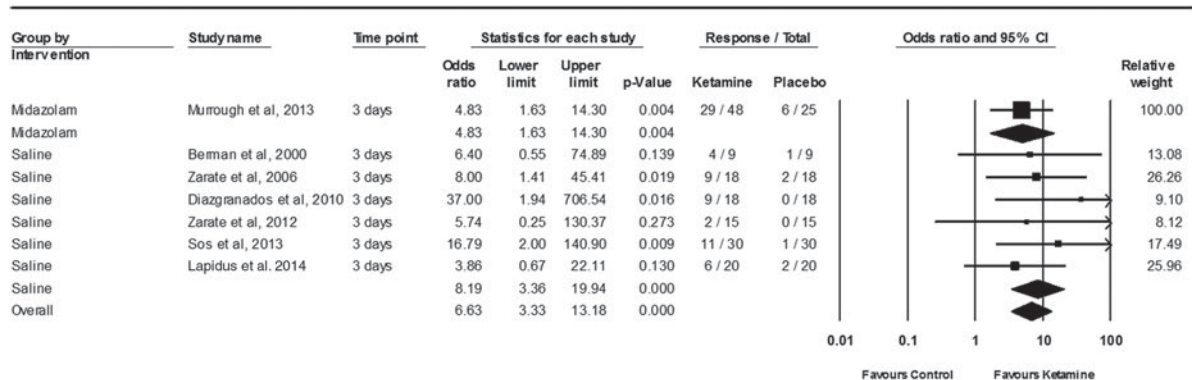 Group by Study name Time point Statistics for each study Response / Total Odds ratio and 95% CI
Intervention
Odds Lower Upper Relative
ratio limit limit p-Value Ketamine Placebo weight
Midazolam Murrough et al, 2013 3 days 4.83 1.63 14.30 0.004 29 / 48 6 / 25 100.00
Midazolam 4.83 1.63 14.30 0.004
Saline Berman et al, 2000 3 days 6.40 0.55 74.89 0.139 4 / 9 1 / 9 13.08
Saline Zarate et al, 2006 3 days 8.00 1.41 45.41 0.019 9 / 18 2 / 18 26.26
Saline Diazgranados et al, 2010 3 days 37.00 1.94 706.54 0.016 9 / 18 0 / 18 9.10
Saline Zarate et al, 2012 3 days 5.74 0.25 130.37 0.273 2 / 15 0 / 15 8.12
Saline Sos et al, 2013 3 days 16.79 2.00 140.90 0.009 11 / 30 1 / 30 17.49
Saline Lapidus et al. 2014 3 days 3.86 0.67 22.11 0.130 6 / 20 2 / 20 25.96
Saline 8.19 3.36 19.94 0.000
Overall 6.63 3.33 13.18 0.000
0.01 0.1 1 10 100
Favours Control Favours Ketamine